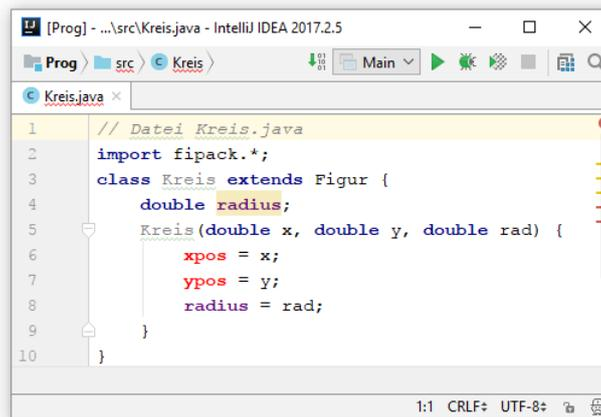 [Prog] - ...\src\Kreis.java - IntelliJ IDEA 2017.2.5
Prog src Kreis Main
Kreis.java
1 // Datei Kreis.java
2 import fipack.*;
3 class Kreis extends Figur {
4 double radius;
5 Kreis(double x, double y, double rad) {
6 xpos = x;
7 ypos = y;
8 radius = rad;
9 }
10 }
1:1 CRLF UTF-8